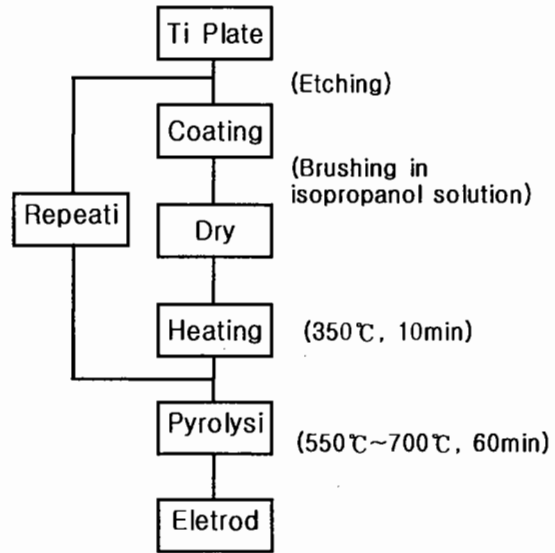 Ti Plate
(Etching)
Coating
(Brushing in
isopropanol solution)
Repeati
Dry
Heating
(350℃, 10min)
Pyrolysi
(550℃~700℃, 60min)
Eletrod